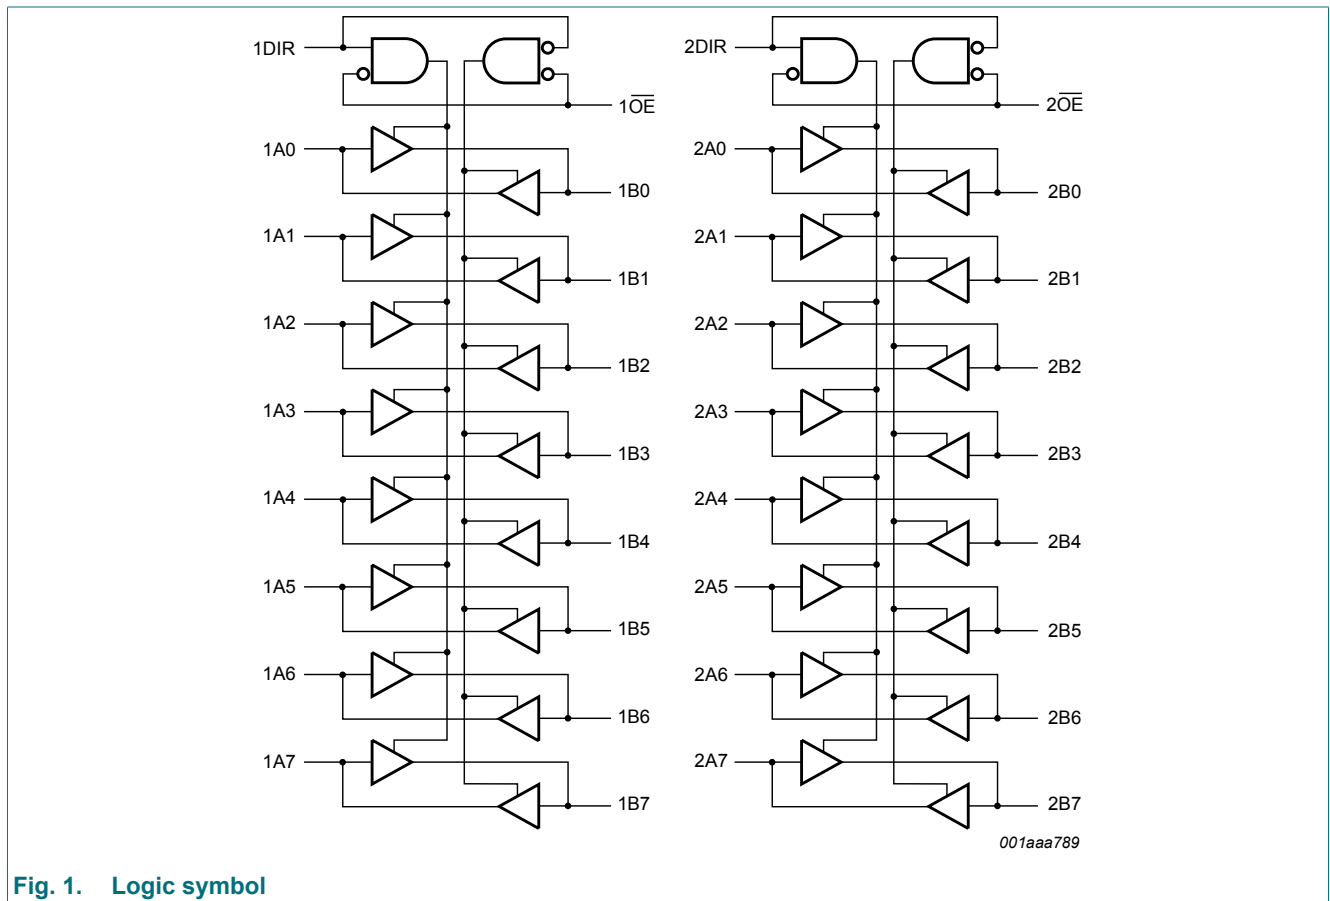 1DIR
2DIR
1O̅E̅
2O̅E̅
1A0
2A0
1B0
2B0
1A1
2A1
1B1
2B1
1A2
2A2
1B2
2B2
1A3
2A3
1B3
2B3
1A4
2A4
1B4
2B4
1A5
2A5
1B5
2B5
1A6
2A6
1B6
2B6
1A7
2A7
1B7
2B7
001aaa789
Fig. 1. Logic symbol